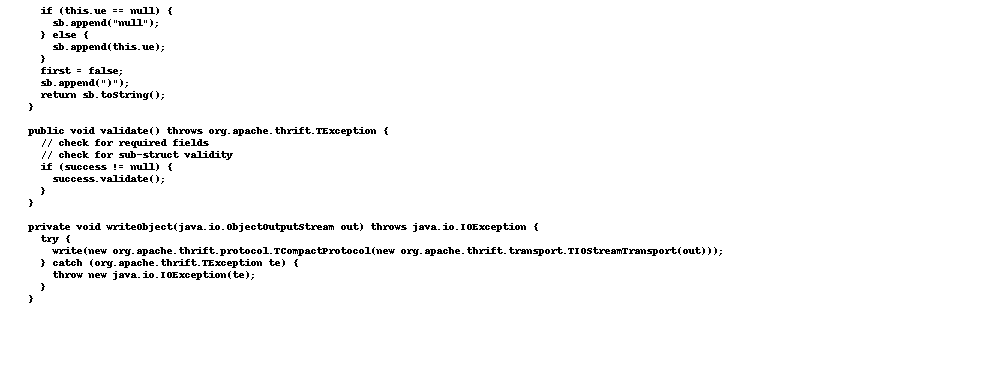 if (this.ue == null) {
sb.append("null");
} else {
sb.append(this.ue);
}
first = false;
sb.append(")");
return sb.toString();
}
public void validate() throws org.apache.thrift.TException {
// check for required fields
// check for sub-struct validity
if (success != null) {
success.validate();
}
}
private void writeObject(java.io.ObjectOutputStream out) throws java.io.IOException {
try {
write(new org.apache.thrift.protocol.TCompactProtocol(new org.apache.thrift.transport.TIOStreamTransport(out)));
} catch (org.apache.thrift.TException te) {
throw new java.io.IOException(te);
}
}